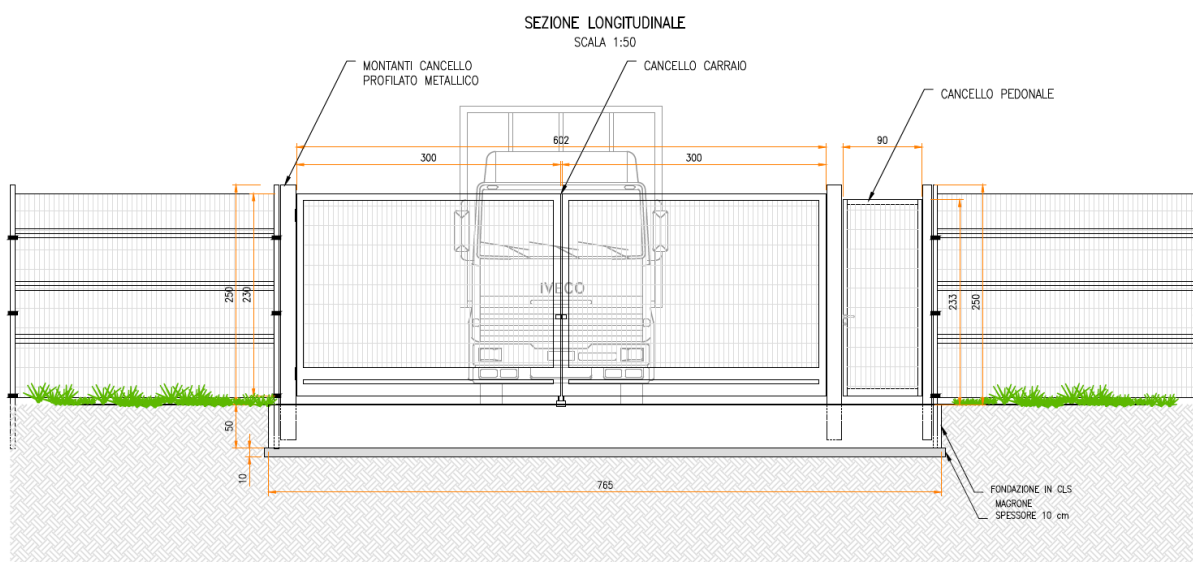 SEZIONE LONGITUDINALE
SCALA 1:50
MONTANTI CANCELLO
PROFILATO METALLICO
CANCELLO CARRAIO
CANCELLO PEDONALE
602
90
300
300
250
230
233
250
IVECO
50
10
765
FONDAZIONE IN CLS
MAGRONE
SPESSORE 10 cm